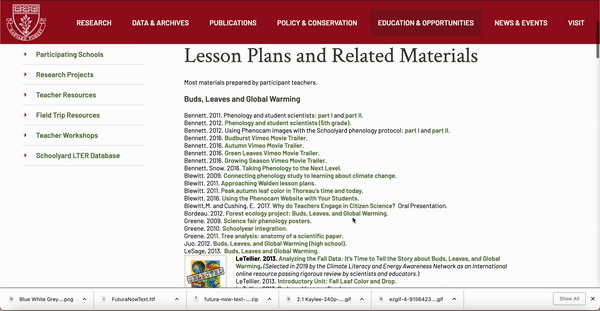 RESEARCH DATA & ARCHIVES PUBLICATIONS POLICY & CONSERVATION EDUCATION & OPPORTUNITIES NEWS & EVENTS VISIT
Participating Schools
Research Projects
Teacher Resources
Field Trip Resources
Teacher Workshops
Schoolyard LTER Database
Lesson Plans and Related Materials
Most materials prepared by participant teachers.
Buds, Leaves and Global Warming
Bennett. 2011. Phenology and student scientists: part I and part II.
Bennett. 2012. Phenology and student scientists (5th grade).
Bennett. 2012. Using Phenocam images with the Schoolyard phenology protocol: part I and part II.
Bennett. 2016. Budburst Vimeo Movie Trailer.
Bennett. 2016. Autumn Vimeo Movie Trailer.
Bennett. 2016. Green Leaves Vimeo Movie Trailer.
Bennett. 2016. Growing Season Vimeo Movie Trailer.
Bennett, Snow. 2016. Taking Phenology to the Next Level.
Blewitt. 2009. Connecting phenology study to learning about climate change.
Blewitt. 2011. Approaching Walden lesson plans.
Blewitt. 2011. Peak autumn leaf color in Thoreau's time and today.
Blewitt. 2016. Using the Phenocam Website with Your Students.
Blewitt,M. and Cushing, E. 2017. Why do Teachers Engage in Citizen Science? Oral Presentation.
Bordeau. 2012. Forest ecology project: Buds, Leaves, and Global Warming.
Greene. 2009. Science fair phenology posters.
Greene. 2010. Schoolyear integration.
Greene. 2011. Tree analysis: anatomy of a scientific paper.
Juo. 2012. Buds, Leaves, and Global Warming (high school).
LeSage. 2013. Buds, Leaves, and Global Warming.
LeTellier. 2013. Analyzing the Fall Data: It's Time to Tell the Story about Buds, Leaves, and Global
Warming. (Selected in 2019 by the Climate Literacy and Energy Awareness Network as an international
online resource passing rigorous review by scientists and educators.)
LeTellier. 2013. Introductory Unit: Fall Leaf Color and Drop.
Blue White Grey....png FuturaNowText.ttf futura-now-text-....zip 2.1 Kaylee-240p-....gif ezgif-4-9156423....gif Show All